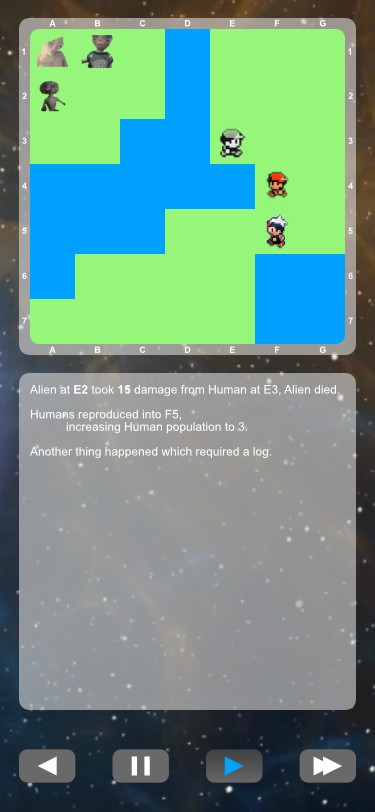 A B C D E F G
1 1
2 2
3 3
4 4
5 5
6 6
7 7
A B C D E F G
Alien at E2 took 15 damage from Human at E3, Alien died.
Humans reproduced into F5,
increasing Human population to 3.
Another thing happened which required a log.